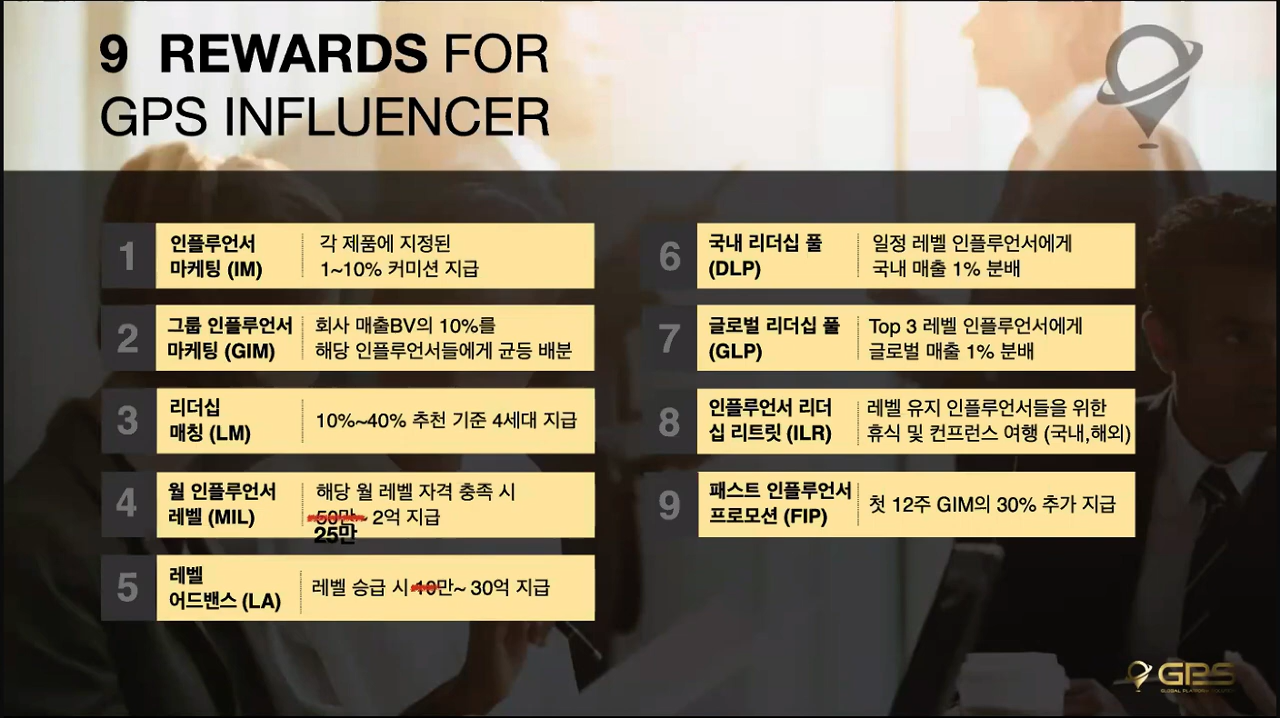 9 REWARDS FOR
GPS INFLUENCER
1
인플루언서
마케팅 (IM)
각 제품에 지정된
1~10% 커미션 지급
2
그룹 인플루언서
마케팅 (GIM)
회사 매출BV의 10%를
해당 인플루언서들에게 균등 배분
3
리더십
매칭 (LM)
10%~40% 추천 기준 4세대 지급
4
월 인플루언서
레벨 (MIL)
해당 월 레벨 자격 충족 시
50만~ 2억 지급
25만
5
레벨
어드밴스 (LA)
레벨 승급 시 10만~ 30억 지급
6
국내 리더십 풀
(DLP)
일정 레벨 인플루언서에게
국내 매출 1% 분배
7
글로벌 리더십 풀
(GLP)
Top 3 레벨 인플루언서에게
글로벌 매출 1% 분배
8
인플루언서 리더
십 리트릿 (ILR)
레벨 유지 인플루언서들을 위한
휴식 및 컨프런스 여행 (국내,해외)
9
패스트 인플루언서
프로모션 (FIP)
첫 12주 GIM의 30% 추가 지급
GPS